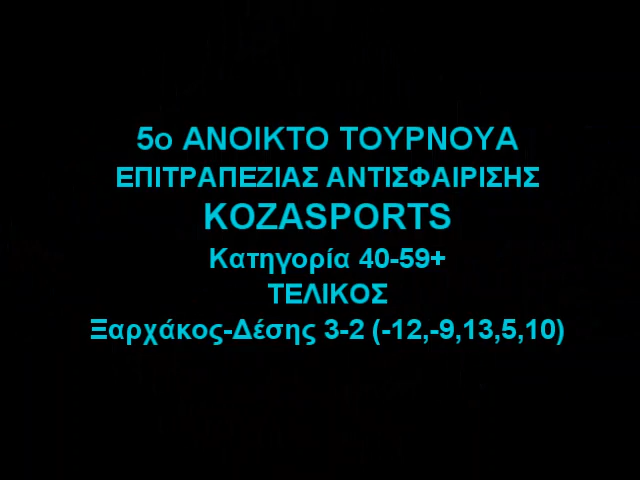 5ο ΑΝΟΙΚΤΟ ΤΟΥΡΝΟΥΑ
ΕΠΙΤΡΑΠΕΖΙΑΣ ΑΝΤΙΣΦΑΙΡΙΣΗΣ
KOZASPORTS
Κατηγορία 40-59+
ΤΕΛΙΚΟΣ
Ξαρχάκος-Δέσης 3-2 (-12,-9,13,5,10)